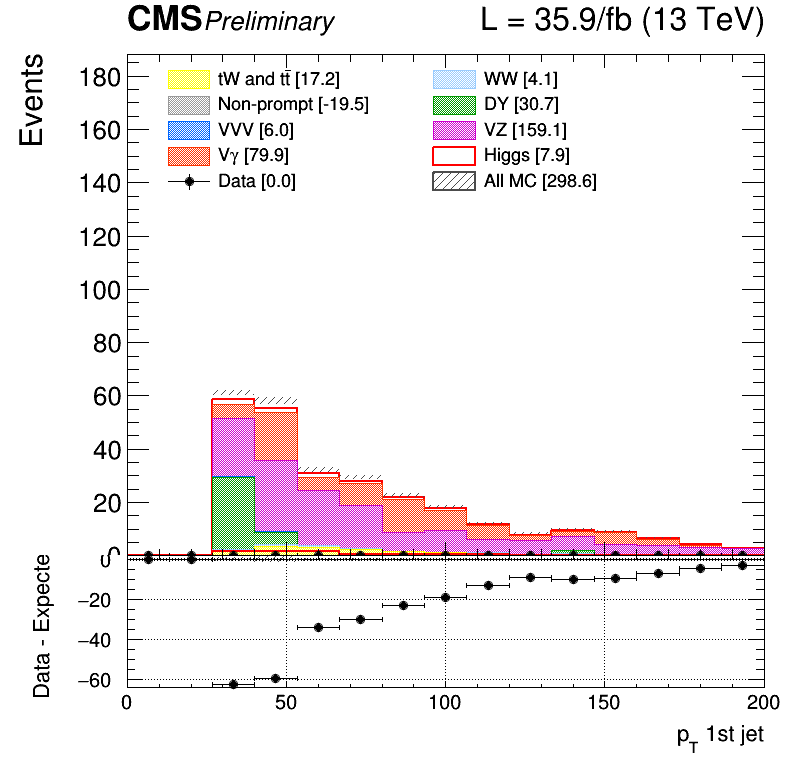 CMS Preliminary L = 35.9/fb (13 TeV)
Events
180
160
140
120
100
80
60
40
20
0
tW and tt̄ [17.2]
Non-prompt [-19.5]
VVV [6.0]
Vγ [79.9]
Data [0.0]
WW [4.1]
DY [30.7]
VZ [159.1]
Higgs [7.9]
All MC [298.6]
Data - Expecte
0
−20
−40
−60
0 50 100 150 200
p_T 1st jet